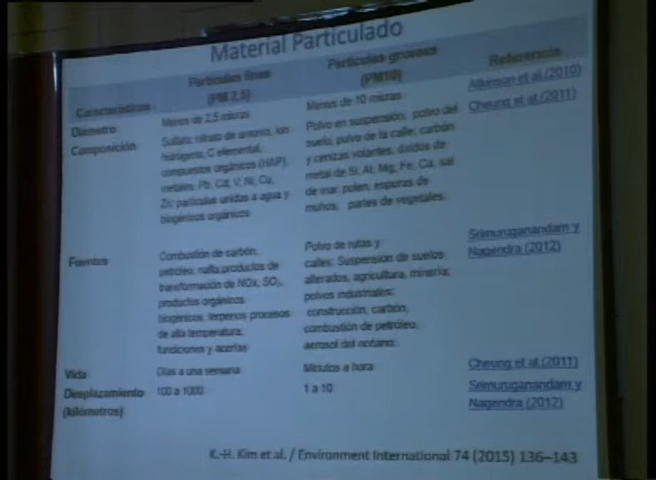 Material Particulado
Partículas finas
(PM 2,5)
Partículas gruesas
(PM10)
Referencia
Características
Diámetro
Menos de 2,5 micras
Menos de 10 micras
Atkinson et al.(2010)
Cheung et al.(2011)
Composición
Sulfato; nitrato de amonio, ion
hidrogeno; C elemental,
compuestos orgánicos (HAP);
metales: Pb, Cd, V, Ni, Cu,
Zn; partículas unidas a agua y
biogénicos orgánicos
Polvo en suspensión, polvo del
suelo, pulvo de la calle, carbón
y cenizas volantes, óxidos de
metal de Si, Al, Mg, Fe, Ca, sal
de mar, polen, esporas de
partes de vegetales.
Fuentes
Combustión de carbón,
petroleo, nafta;productos de
transformación de NOx, SO₂,
productos orgánicos
biogénicos, terpenos procesos
de alta temperatura,
fundiciones y acerías
Polvo de rutas y
calles; Suspensión de suelos
alterados, agricultura, minería;
polvos industriales;
construcción, carbón,
combustión de petróleo,
aerosol del océano.
Srimuruganandam y
Nagendra (2012)
Vida
Días a una semana
Minutos a hora
Cheung et al.(2011)
Desplazamiento
(kilómetros)
100 a 1000
1 a 10
Srimuruganandam y
Nagendra (2012)
K.-H. Kim et al. / Environment International 74 (2015) 136–143